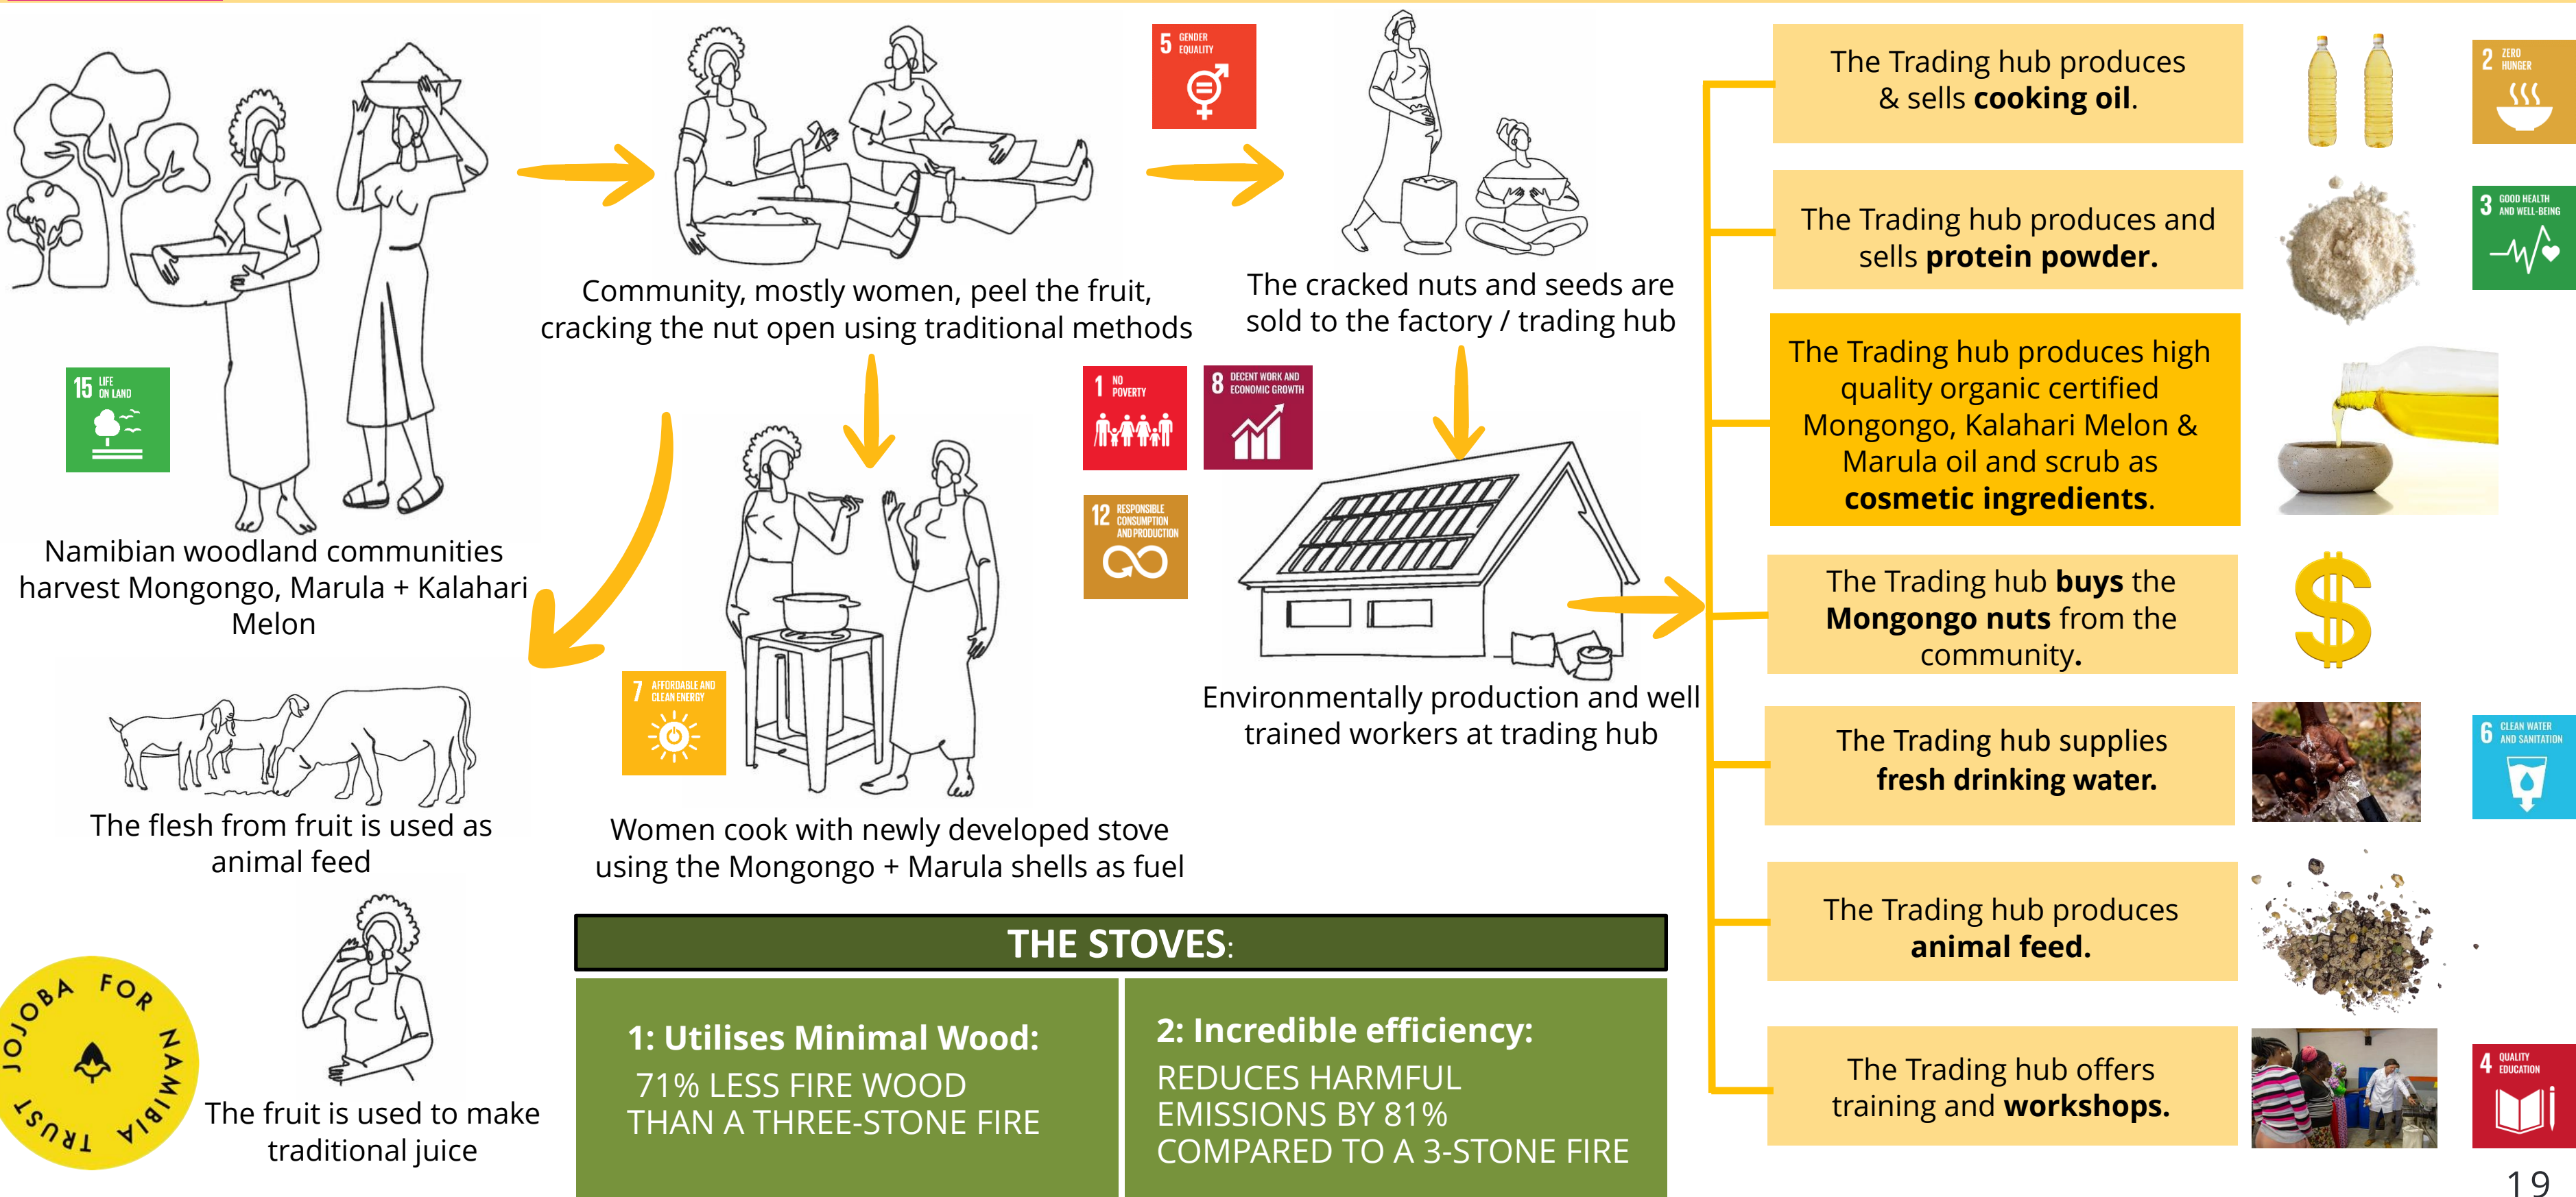 Namibian woodland communities
harvest Mongongo, Marula + Kalahari
Melon
15 LIFE
ON LAND
Community, mostly women, peel the fruit,
cracking the nut open using traditional methods
5 GENDER
EQUALITY
The cracked nuts and seeds are
sold to the factory / trading hub
1 NO
POVERTY
8 DECENT WORK AND
ECONOMIC GROWTH
12 RESPONSIBLE
CONSUMPTION
AND PRODUCTION
Environmentally production and well
trained workers at trading hub
7 AFFORDABLE AND
CLEAN ENERGY
Women cook with newly developed stove
using the Mongongo + Marula shells as fuel
The flesh from fruit is used as
animal feed
The fruit is used to make
traditional juice
JOJOBA FOR NAMIBIA TRUST
THE STOVES:
1: Utilises Minimal Wood:
71% LESS FIRE WOOD
THAN A THREE-STONE FIRE
2: Incredible efficiency:
REDUCES HARMFUL
EMISSIONS BY 81%
COMPARED TO A 3-STONE FIRE
The Trading hub produces
& sells cooking oil.
2 ZERO
HUNGER
The Trading hub produces and
sells protein powder.
3 GOOD HEALTH
AND WELL-BEING
The Trading hub produces high
quality organic certified
Mongongo, Kalahari Melon &
Marula oil and scrub as
cosmetic ingredients.
The Trading hub buys the
Mongongo nuts from the
community.
$
The Trading hub supplies
fresh drinking water.
6 CLEAN WATER
AND SANITATION
The Trading hub produces
animal feed.
The Trading hub offers
training and workshops.
4 QUALITY
EDUCATION
19